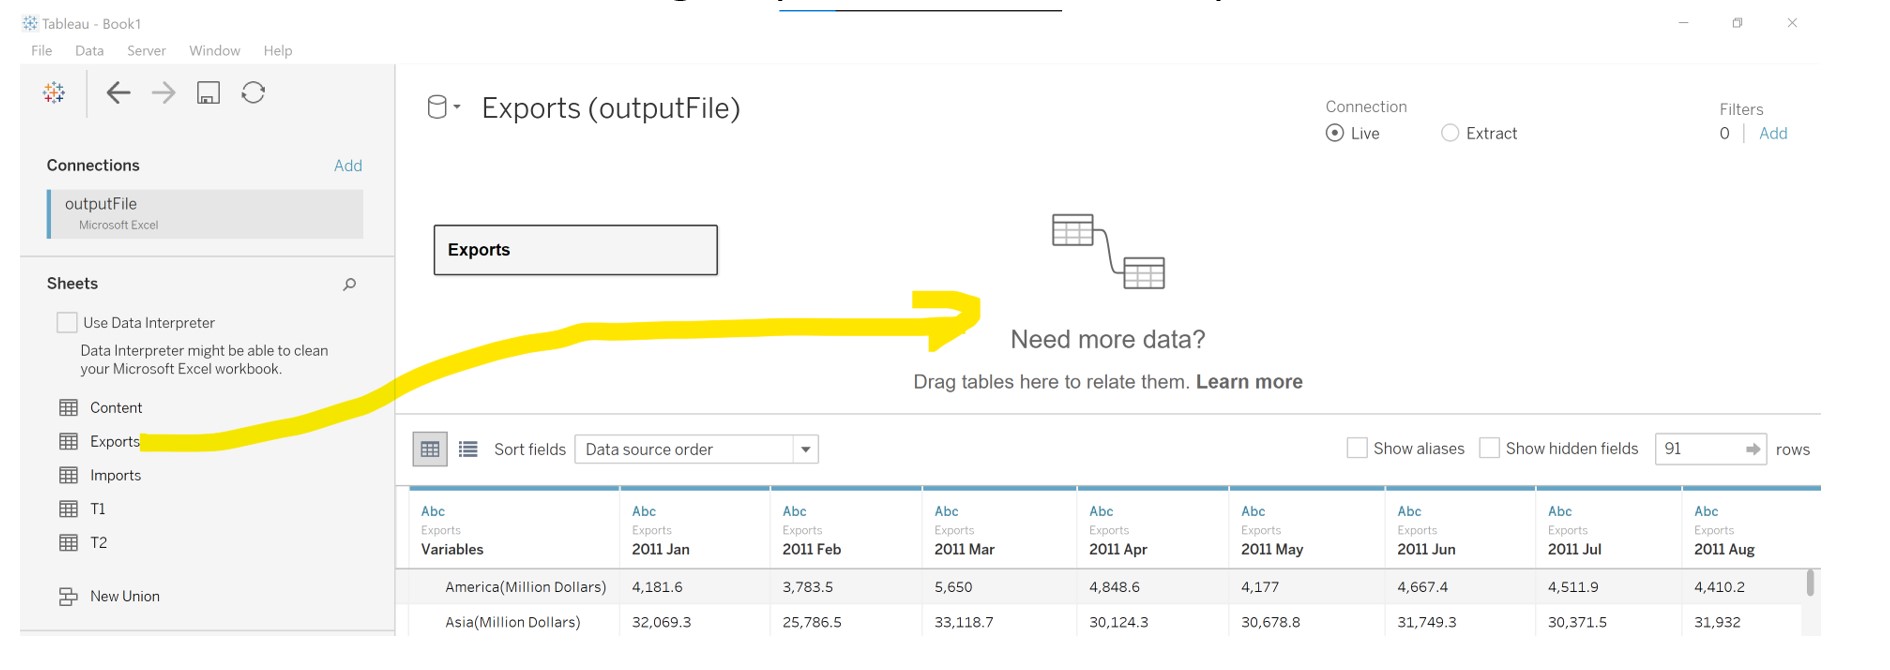 Tableau - Book1
File Data Server Window Help
Connections Add
outputFile
Microsoft Excel
Sheets
Use Data Interpreter
Data Interpreter might be able to clean
your Microsoft Excel workbook.
Content
Exports
Imports
T1
T2
New Union
Exports (outputFile)
Connection
Live Extract
Filters
0 | Add
Exports
Need more data?
Drag tables here to relate them. Learn more
Sort fields Data source order Show aliases Show hidden fields 91 rows
Abc Abc Abc Abc Abc Abc Abc Abc Abc
Exports Exports Exports Exports Exports Exports Exports Exports Exports
Variables 2011 Jan 2011 Feb 2011 Mar 2011 Apr 2011 May 2011 Jun 2011 Jul 2011 Aug
America(Million Dollars) 4,181.6 3,783.5 5,650 4,848.6 4,177 4,667.4 4,511.9 4,410.2
Asia(Million Dollars) 32,069.3 25,786.5 33,118.7 30,124.3 30,678.8 31,749.3 30,371.5 31,932